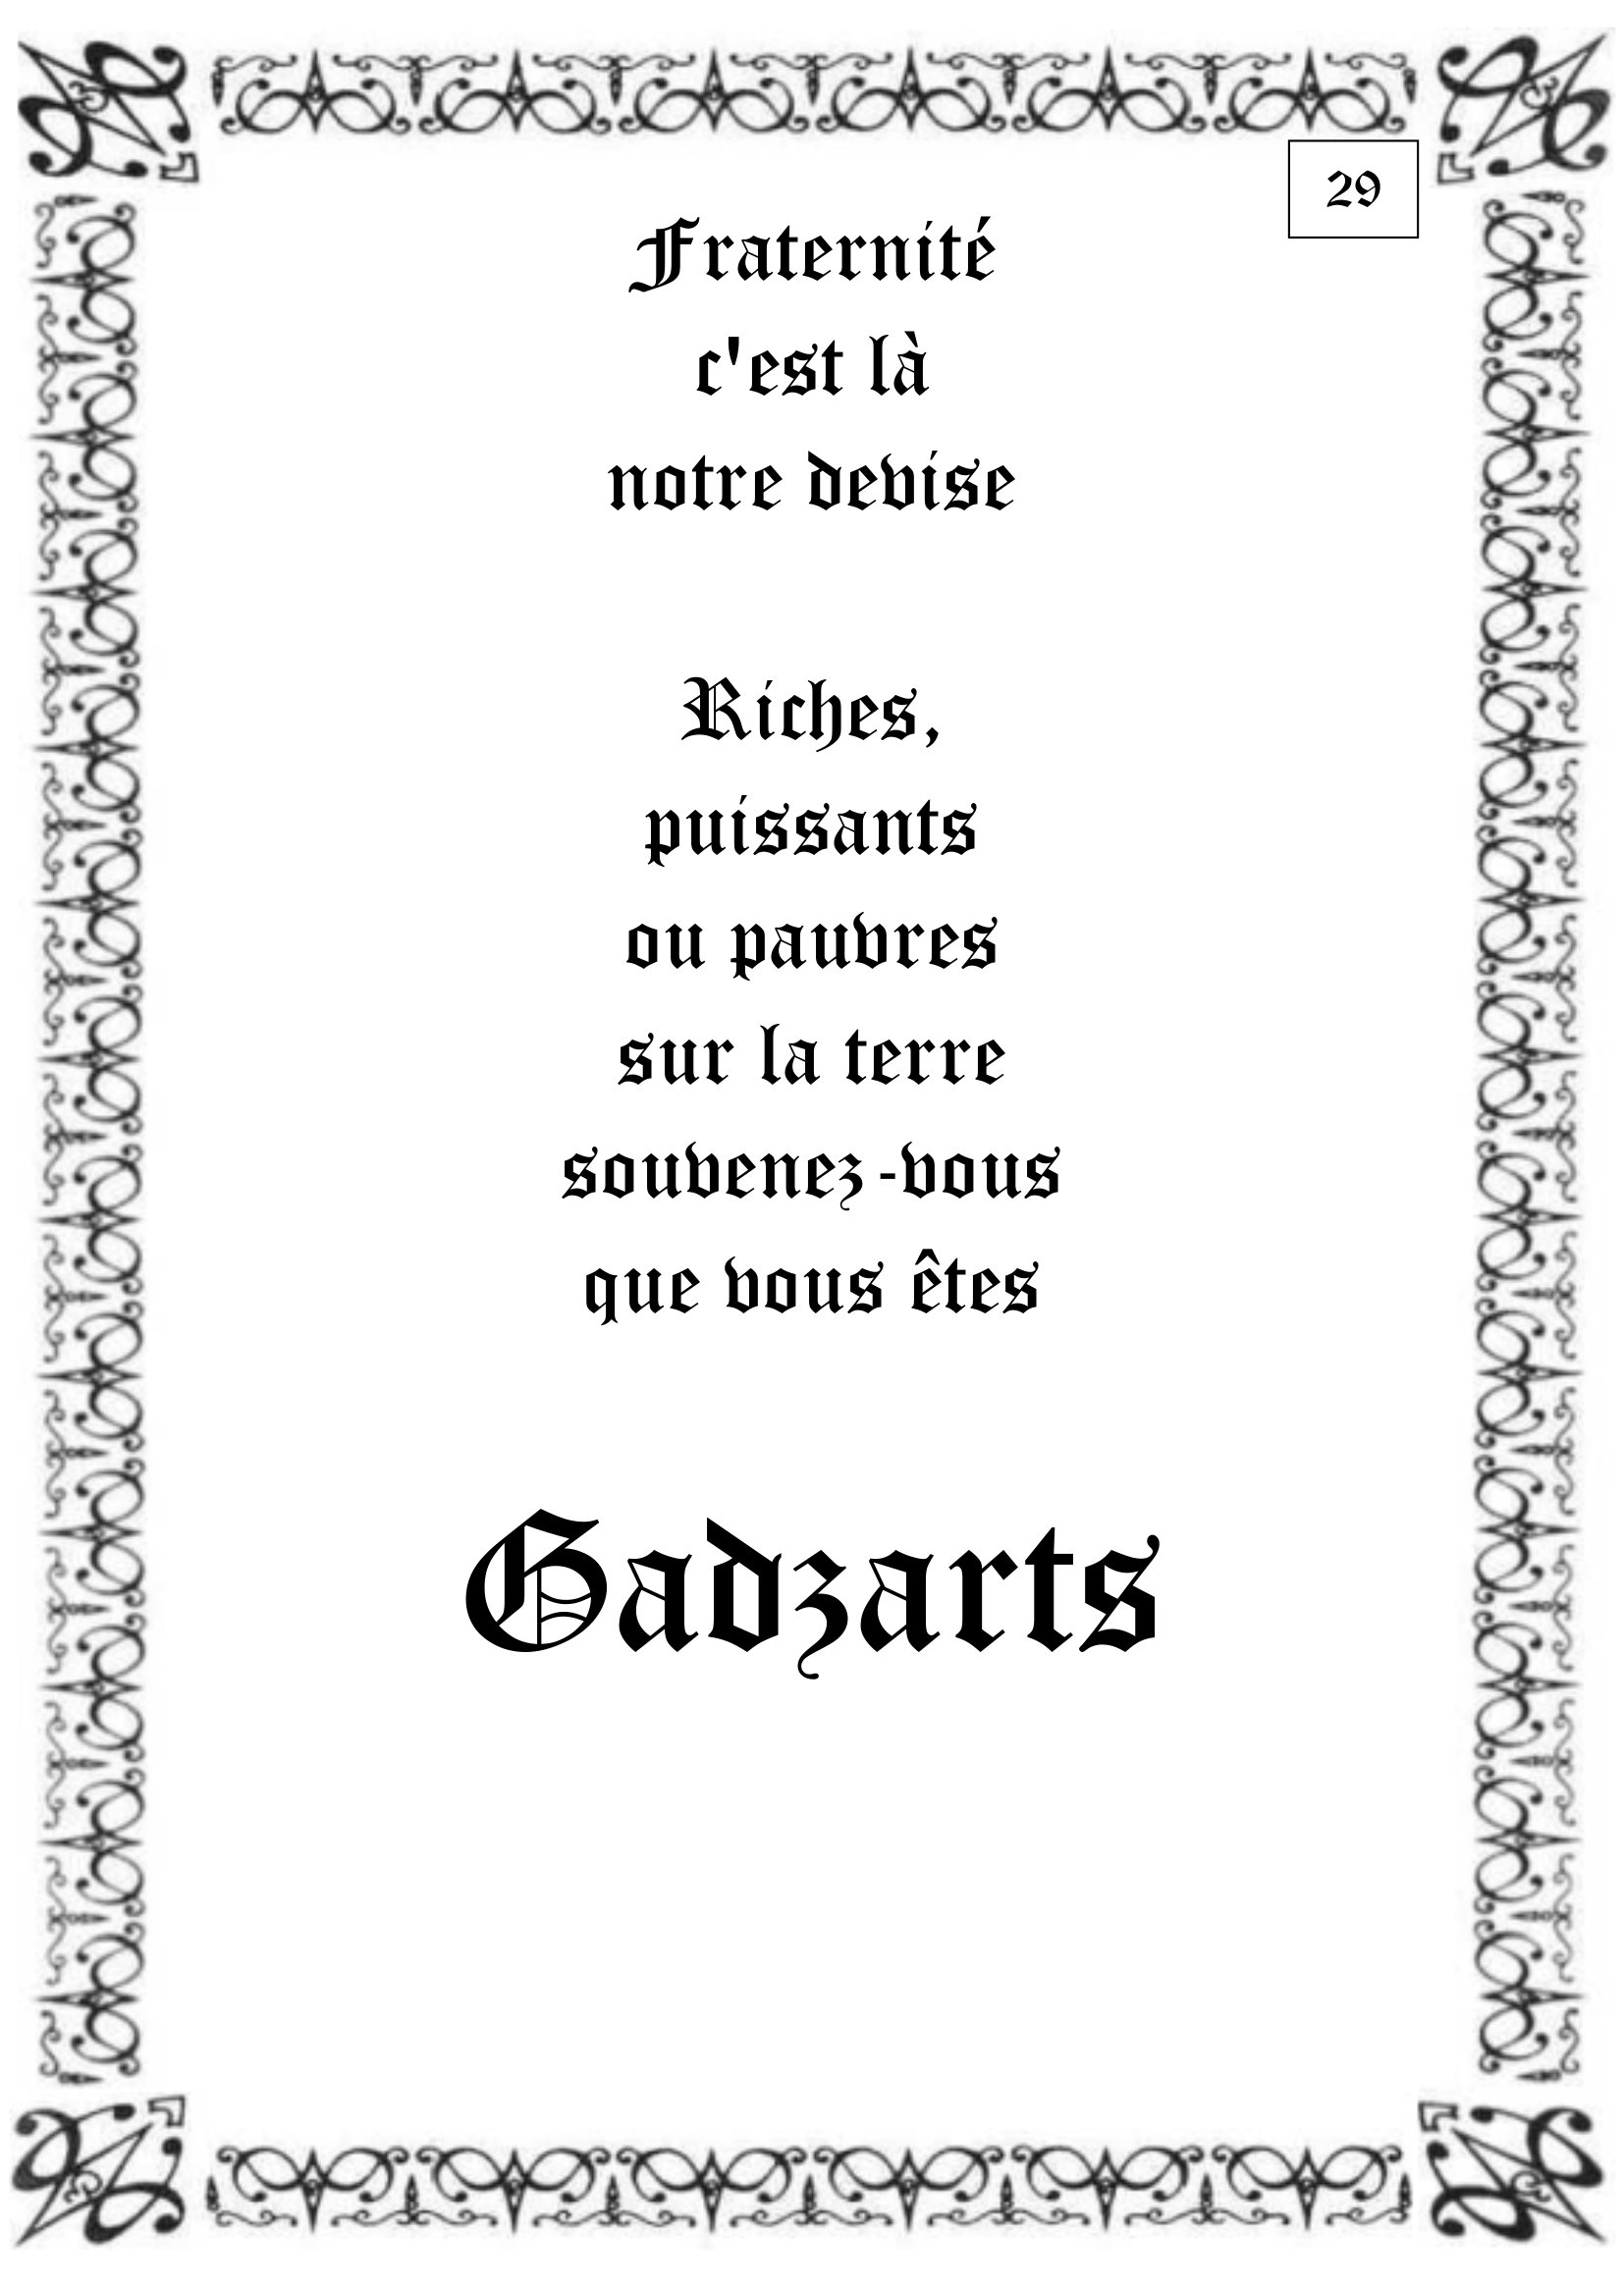 29
Fraternité
c'est là
notre devise
Riches,
puissants
ou pauvres
sur la terre
souvenez-vous
que vous êtes
Gadzarts